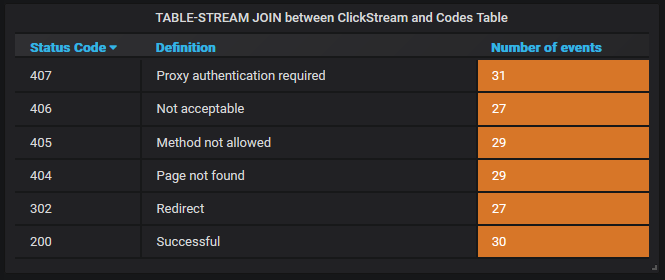 TABLE-STREAM JOIN between ClickStream and Codes Table
Status Code Definition Number of events
407 Proxy authentication required 31
406 Not acceptable 27
405 Method not allowed 29
404 Page not found 29
302 Redirect 27
200 Successful 30